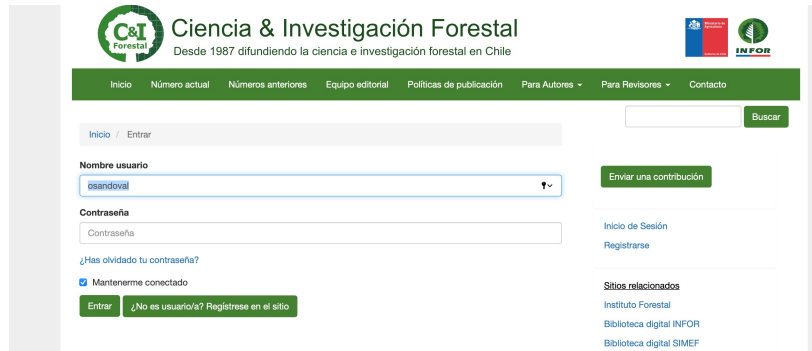 C&I
Forestal
Ciencia & Investigación Forestal
Desde 1987 difundiendo la ciencia e investigación forestal en Chile
INFOR
Inicio Número actual Números anteriores Equipo editorial Políticas de publicación Para Autores Para Revisores Contacto
Buscar
Inicio / Entrar
Nombre usuario
osandoval
Contraseña
Contraseña
¿Has olvidado tu contraseña?
Mantenerme conectado
Entrar
¿No es usuario/a? Regístrese en el sitio
Enviar una contribución
Inicio de Sesión
Registrarse
Sitios relacionados
Instituto Forestal
Biblioteca digital INFOR
Biblioteca digital SIMEF